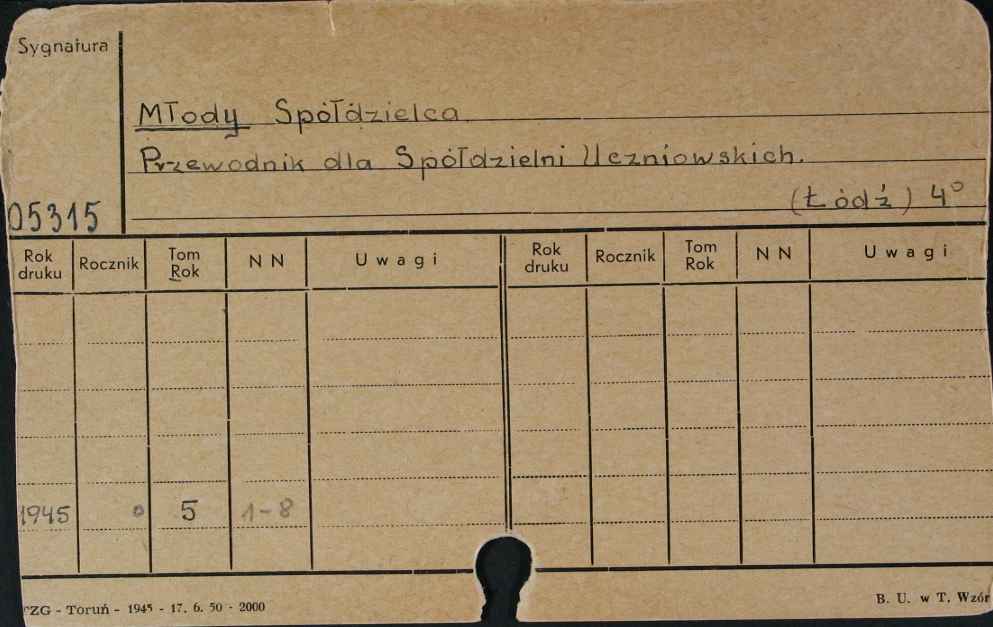 Sygnatura
Młody Spółdzielca
Przewodnik dla Spółdzielni Uczniowskich.
(Łódź) 4°
05315
Rok druku Rocznik Tom Rok N N Uwagi Rok druku Rocznik Tom Rok N N Uwagi
1945 5 1-8
TZG - Toruń - 1945 - 17. 6. 50 - 2000
B. U. w T. Wzór